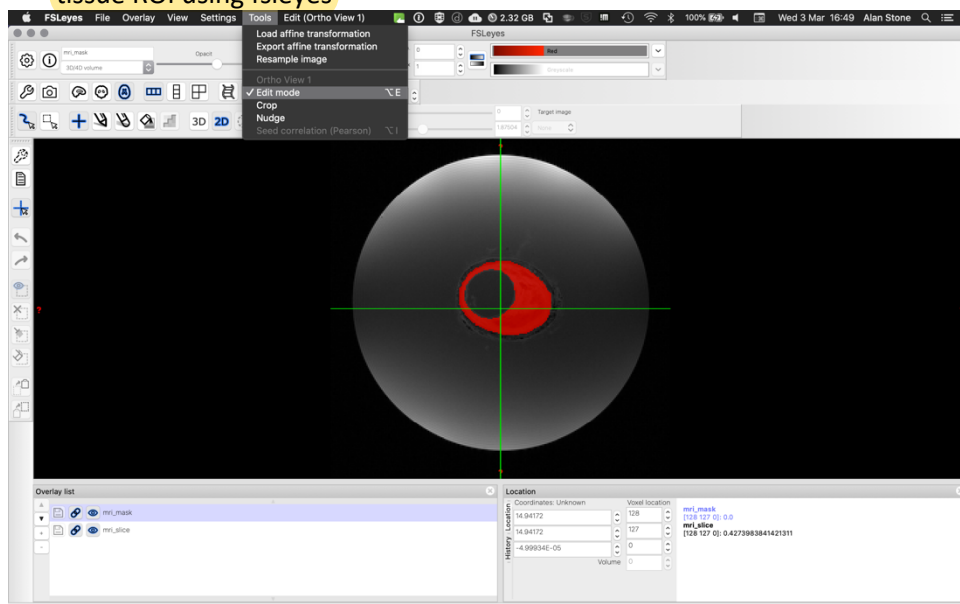 tissue ROI using fsleyes
FSLeyes File Overlay View Settings Tools Edit (Ortho View 1) 2.32 GB 100% Wed 3 Mar 16:49 Alan Stone
FSLeyes
Load affine transformation
Export affine transformation
Resample image
Ortho View 1
✓ Edit mode ⌥E
Crop
Nudge
Seed correlation (Pearson) ⌥I
mri_mask
3D/4D volume
Opacit
0
1
Red
Greyscale
3D 2D
0
Target image
None
?
Overlay list
mri_mask
mri_slice
Location
Location
History
Coordinates: Unknown
Voxel location
14.94172
128
14.94172
127
-4.99934E-05
0
Volume 0
mri_mask
[128 127 0]: 0.0
mri_slice
[128 127 0]: 0.4273983841421311